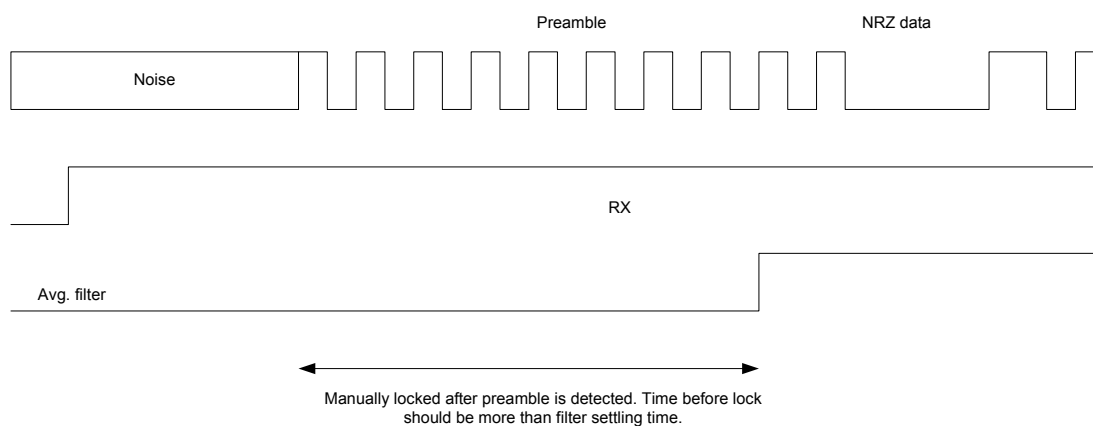 Preamble
NRZ data
Noise
RX
Avg. filter
Manually locked after preamble is detected. Time before lock
should be more than filter settling time.